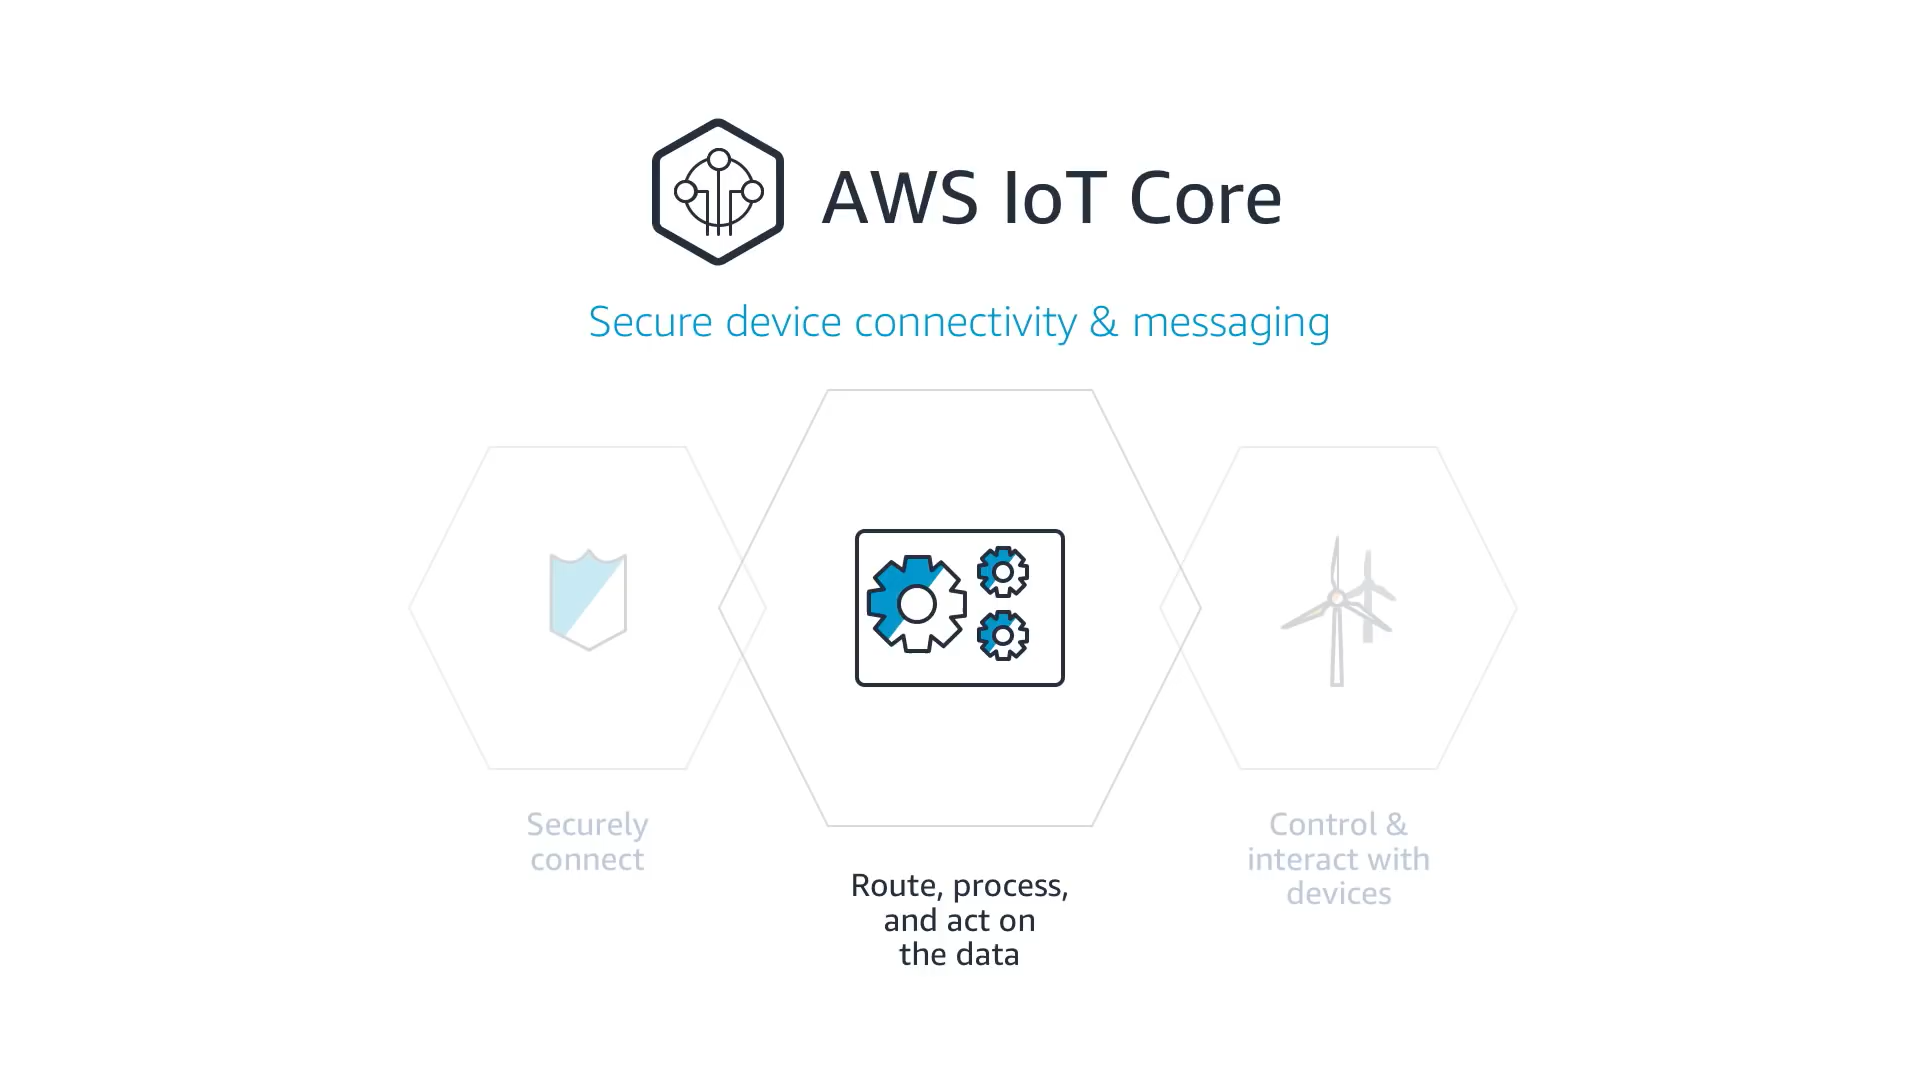 AWS IoT Core
Secure device connectivity & messaging
Securely
connect
Route, process,
and act on
the data
Control &
interact with
devices